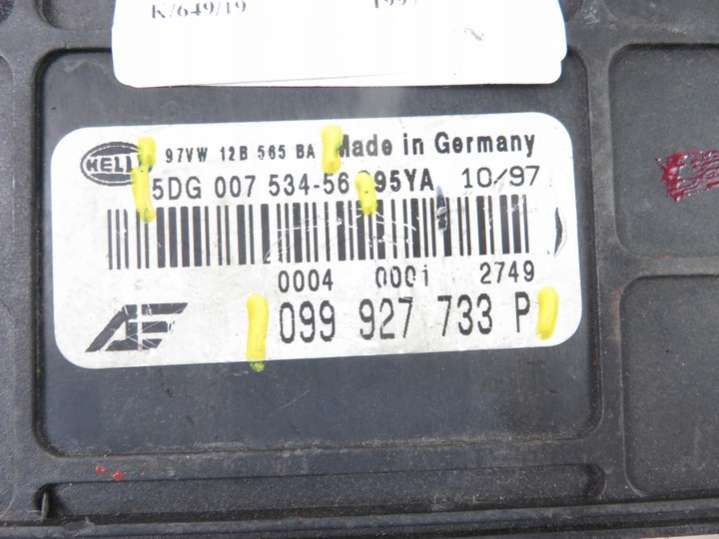 K/649/19 199
HELLA 97VW 12B 565 BA Made in Germany
5DG 007 534-56 95YA 10/97
0004 0001 2749
099 927 733 P